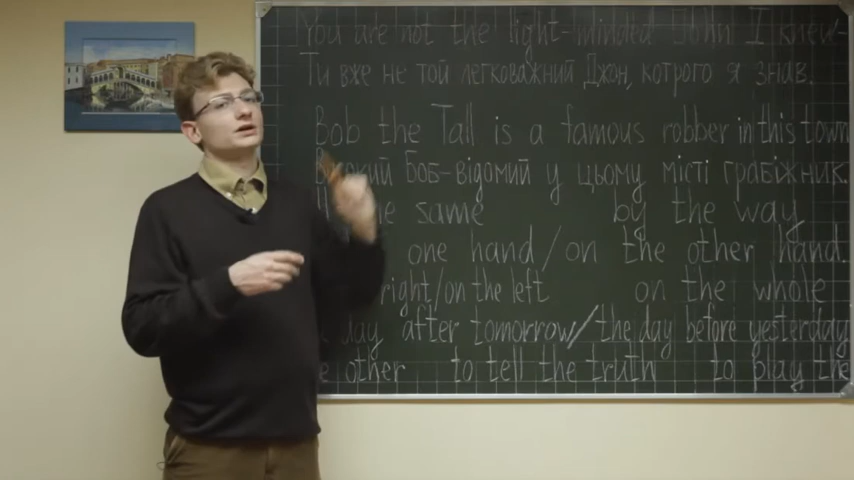 You are not the light-minded John I knew.
Ти вже не той легковажний Джон, котрого я знав.
Bob the Tall is a famous robber in this town
Високий Боб-відомий у цьому місті грабіжник.
same by the way
one hand/on the other hand.
right/on the left on the whole
day after tomorrow/the day before yesterday
other to tell the truth to play the